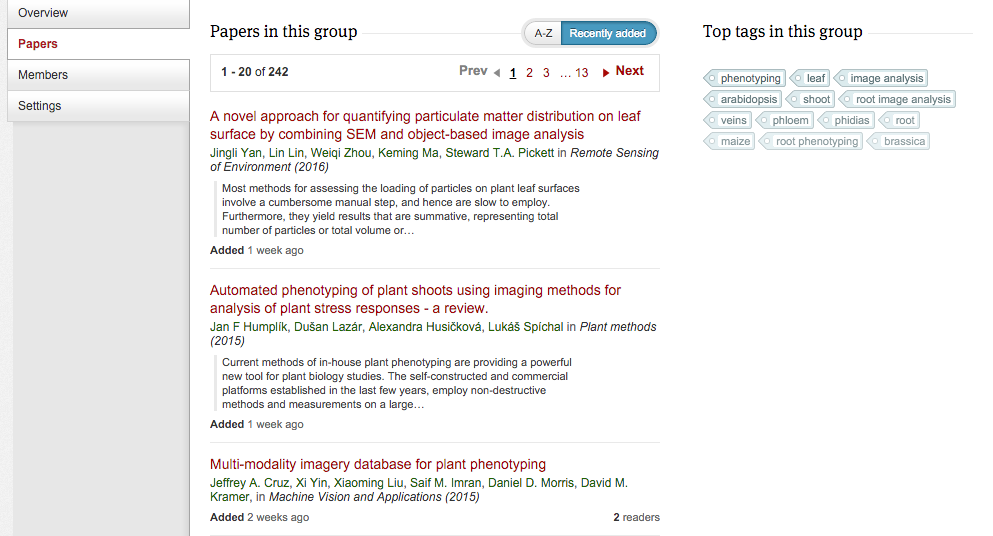 Overview
Papers
Members
Settings
Papers in this group
A-Z Recently added
1 - 20 of 242
Prev 1 2 3 ... 13 Next
A novel approach for quantifying particulate matter distribution on leaf
surface by combining SEM and object-based image analysis
Jingli Yan, Lin Lin, Weiqi Zhou, Keming Ma, Steward T.A. Pickett in Remote Sensing
of Environment (2016)
Most methods for assessing the loading of particles on plant leaf surfaces
involve a cumbersome manual step, and hence are slow to employ.
Furthermore, they yield results that are summative, representing total
number of particles or total volume or…
Added 1 week ago
Automated phenotyping of plant shoots using imaging methods for
analysis of plant stress responses - a review.
Jan F Humplík, Dušan Lazár, Alexandra Husičková, Lukáš Spíchal in Plant methods
(2015)
Current methods of in-house plant phenotyping are providing a powerful
new tool for plant biology studies. The self-constructed and commercial
platforms established in the last few years, employ non-destructive
methods and measurements on a large…
Added 1 week ago
Multi-modality imagery database for plant phenotyping
Jeffrey A. Cruz, Xi Yin, Xiaoming Liu, Saif M. Imran, Daniel D. Morris, David M.
Kramer, in Machine Vision and Applications (2015)
Added 2 weeks ago 2 readers
Top tags in this group
phenotyping leaf image analysis
arabidopsis shoot root image analysis
veins phloem phidias root
maize root phenotyping brassica